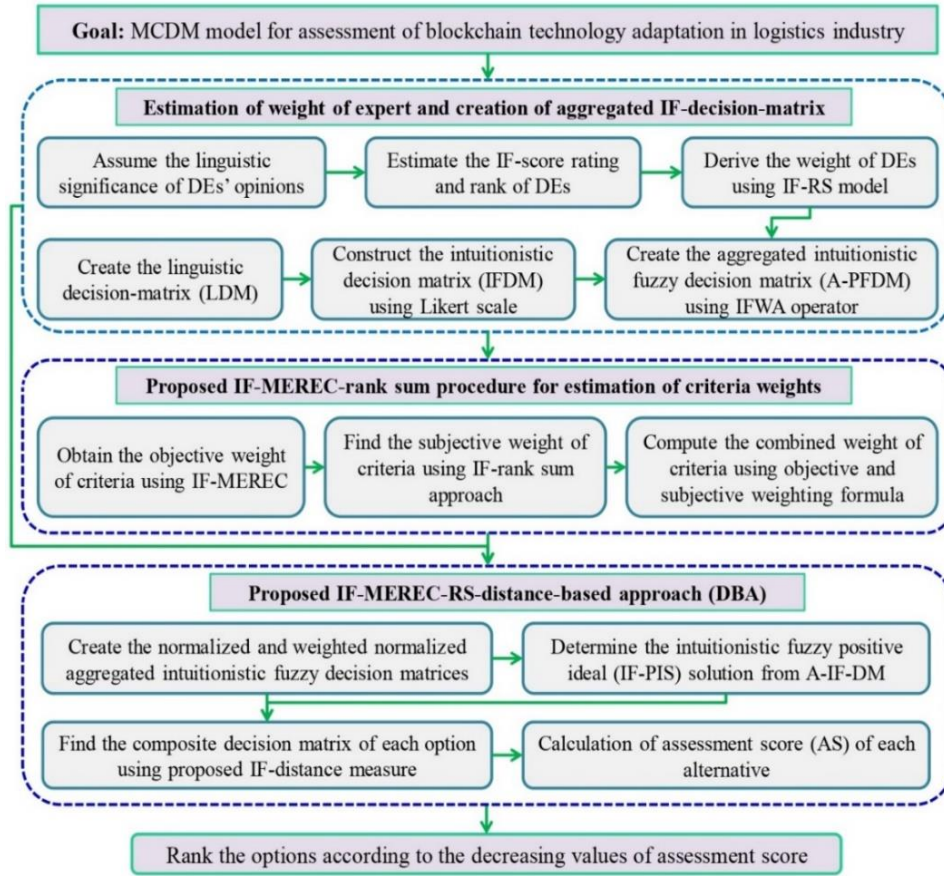 Goal: MCDM model for assessment of blockchain technology adaptation in logistics industry
Estimation of weight of expert and creation of aggregated IF-decision-matrix
Assume the linguistic
significance of DEs' opinions
Estimate the IF-score rating
and rank of DEs
Derive the weight of DEs
using IF-RS model
Create the linguistic
decision-matrix (LDM)
Construct the intuitionistic
decision matrix (IFDM)
using Likert scale
Create the aggregated intuitionistic
fuzzy decision matrix (A-PFDM)
using IFWA operator
Proposed IF-MEREC-rank sum procedure for estimation of criteria weights
Obtain the objective weight
of criteria using IF-MEREC
Find the subjective weight of
criteria using IF-rank sum
approach
Compute the combined weight of
criteria using objective and
subjective weighting formula
Proposed IF-MEREC-RS-distance-based approach (DBA)
Create the normalized and weighted normalized
aggregated intuitionistic fuzzy decision matrices
Determine the intuitionistic fuzzy positive
ideal (IF-PIS) solution from A-IF-DM
Find the composite decision matrix of each option
using proposed IF-distance measure
Calculation of assessment score (AS) of each
alternative
Rank the options according to the decreasing values of assessment score